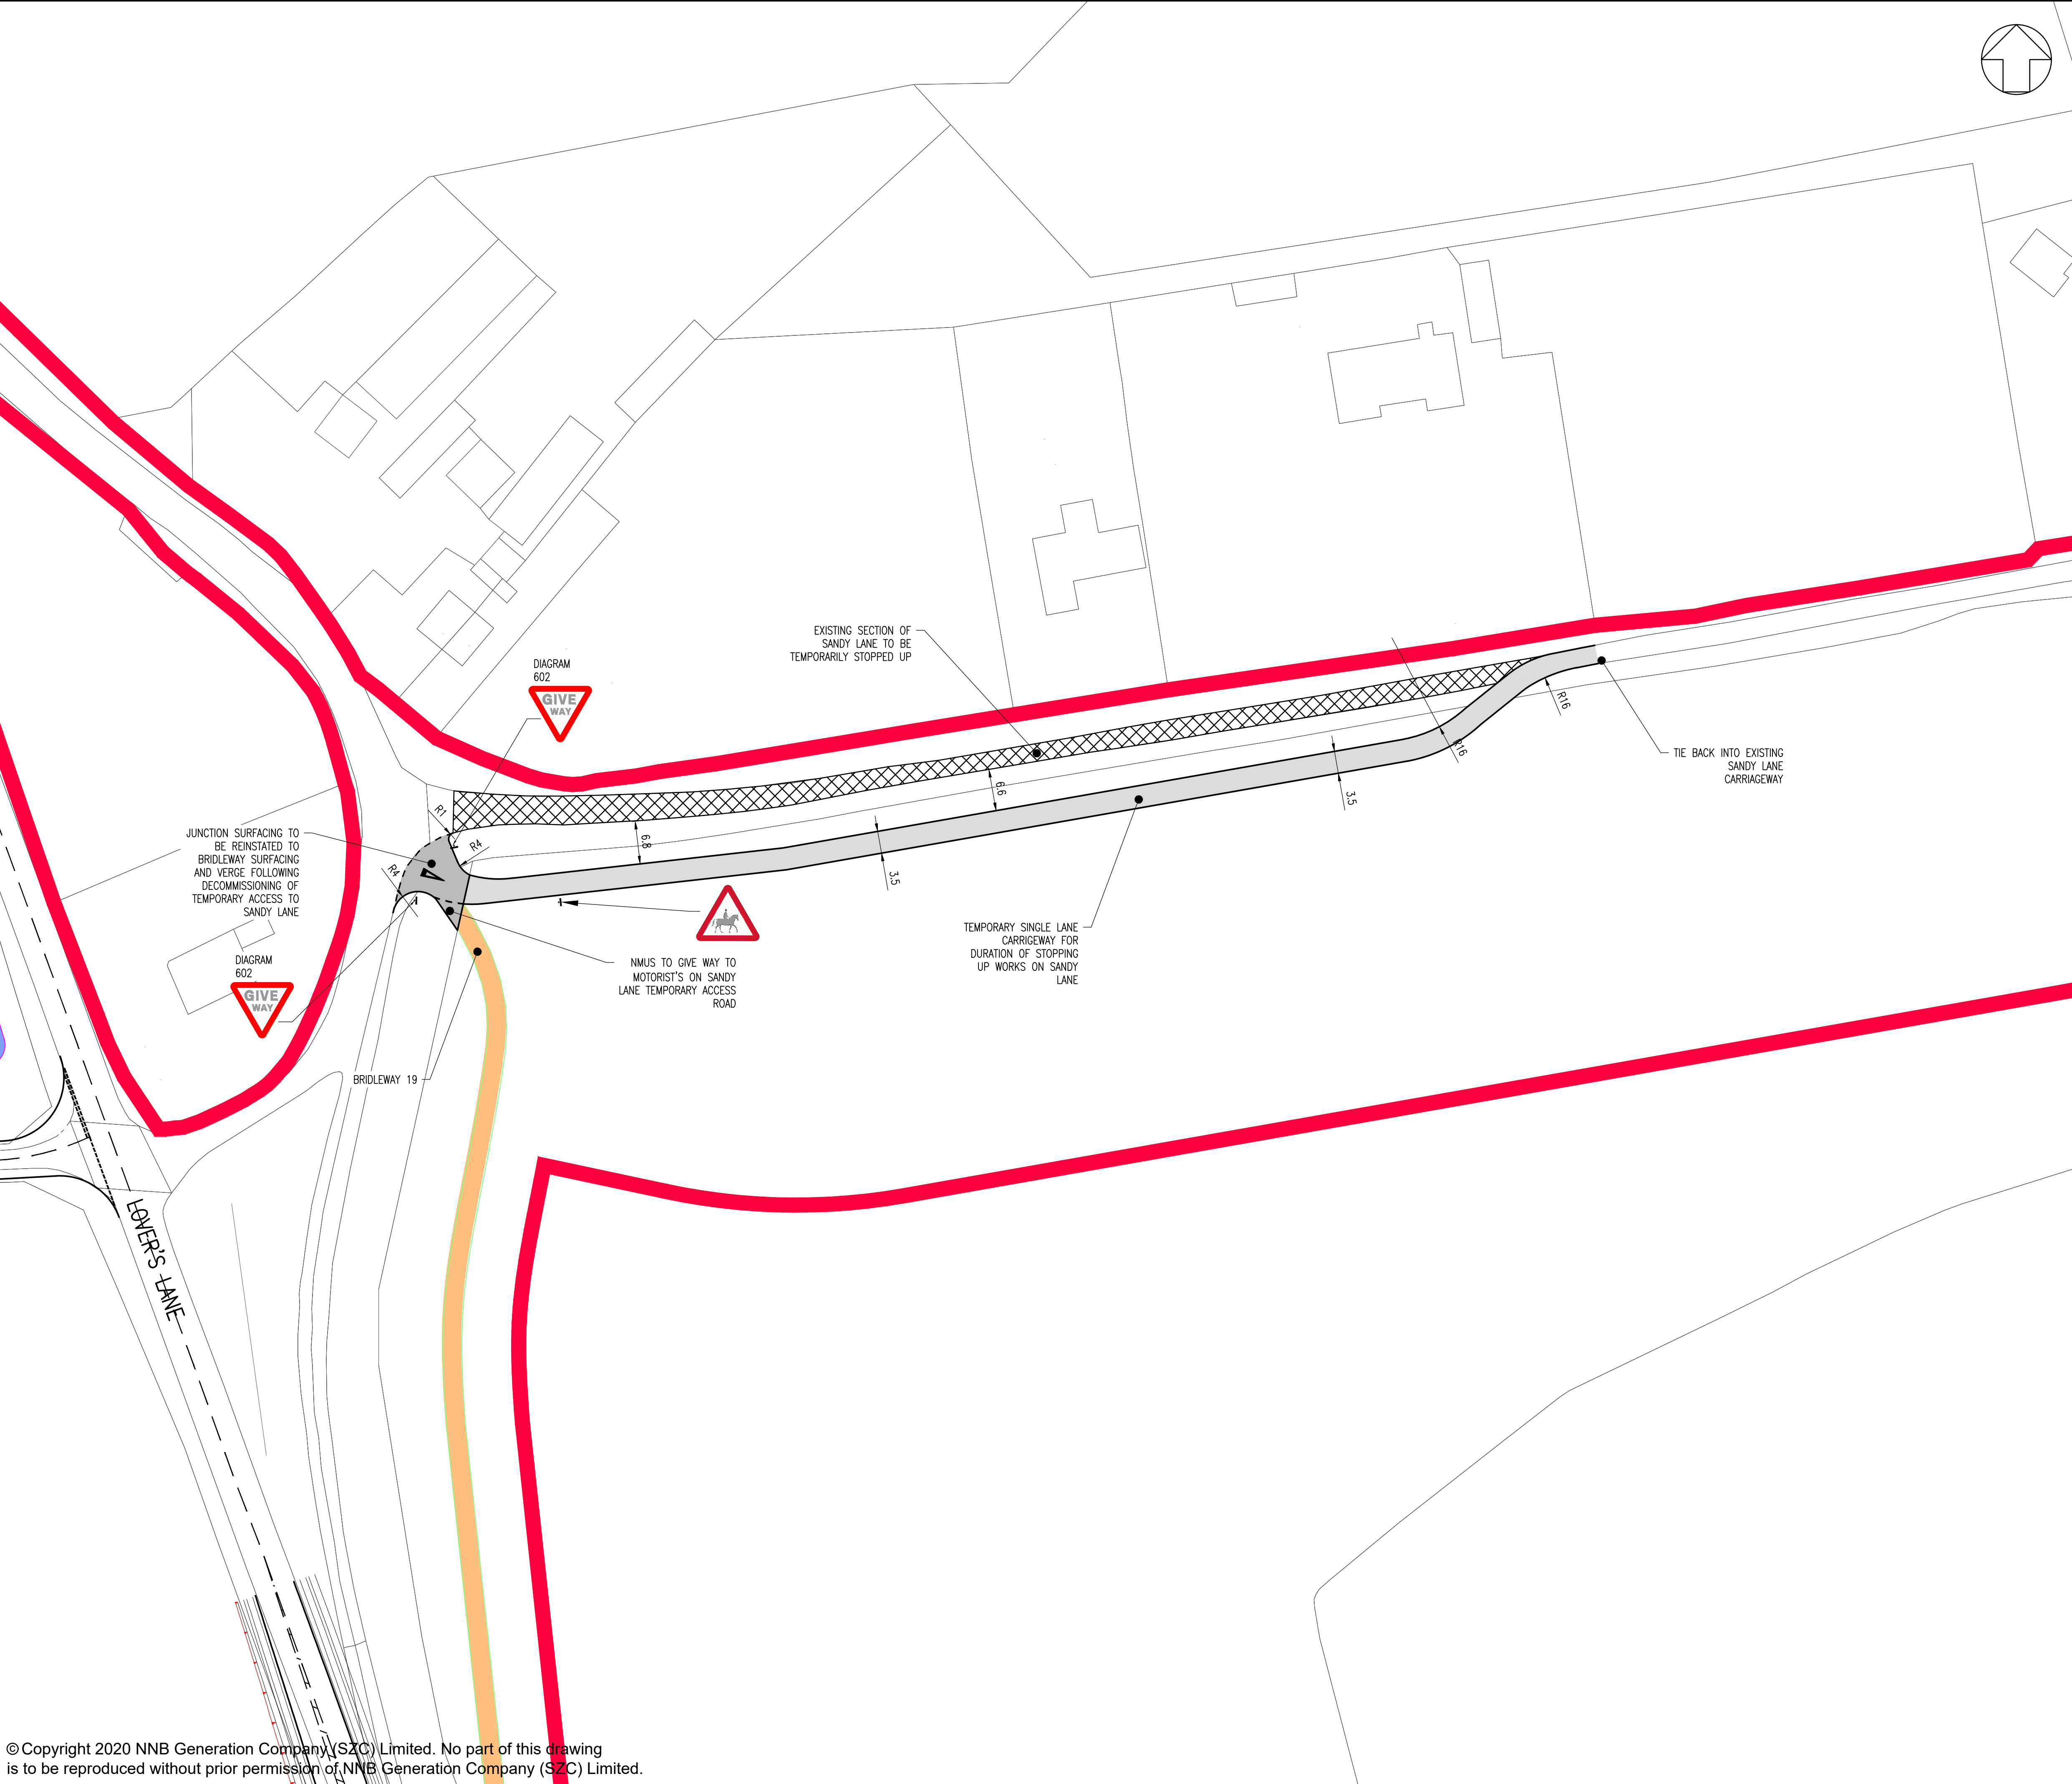 EXISTING SECTION OF
SANDY LANE TO BE
TEMPORARILY STOPPED UP
DIAGRAM
602
GIVE
WAY
R16
R16
TIE BACK INTO EXISTING
SANDY LANE
CARRIAGEWAY
6.6
3.5
R1
R4
6.8
R4
3.5
JUNCTION SURFACING TO
BE REINSTATED TO
BRIDLEWAY SURFACING
AND VERGE FOLLOWING
DECOMMISSIONING OF
TEMPORARY ACCESS TO
SANDY LANE
TEMPORARY SINGLE LANE
CARRIGEWAY FOR
DURATION OF STOPPING
UP WORKS ON SANDY
LANE
NMUS TO GIVE WAY TO
MOTORIST'S ON SANDY
LANE TEMPORARY ACCESS
ROAD
DIAGRAM
602
GIVE
WAY
BRIDLEWAY 19
LOVER'S LANE
© Copyright 2020 NNB Generation Company (SZC) Limited. No part of this drawing
is to be reproduced without prior permission of NNB Generation Company (SZC) Limited.